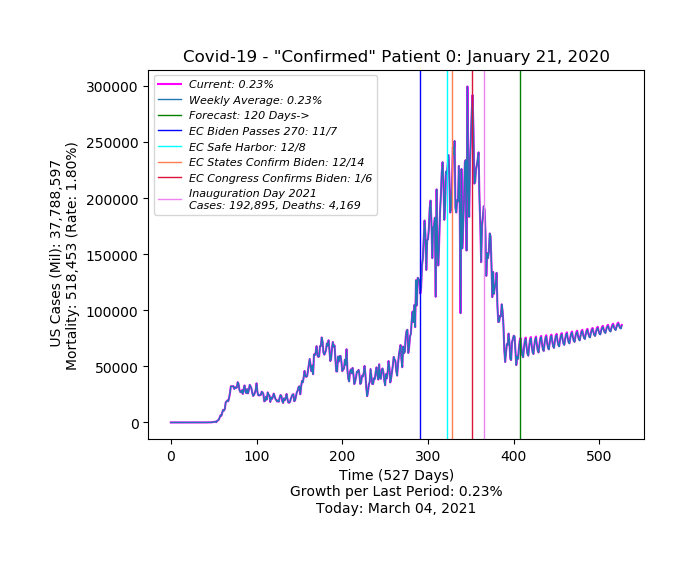 Covid-19 - "Confirmed" Patient 0: January 21, 2020
300000
250000
200000
150000
100000
50000
0
US Cases (Mil): 37,788,597
Mortality: 518,453 (Rate: 1.80%)
Current: 0.23%
Weekly Average: 0.23%
Forecast: 120 Days->
EC Biden Passes 270: 11/7
EC Safe Harbor: 12/8
EC States Confirm Biden: 12/14
EC Congress Confirms Biden: 1/6
Inauguration Day 2021
Cases: 192,895, Deaths: 4,169
0 100 200 300 400 500
Time (527 Days)
Growth per Last Period: 0.23%
Today: March 04, 2021